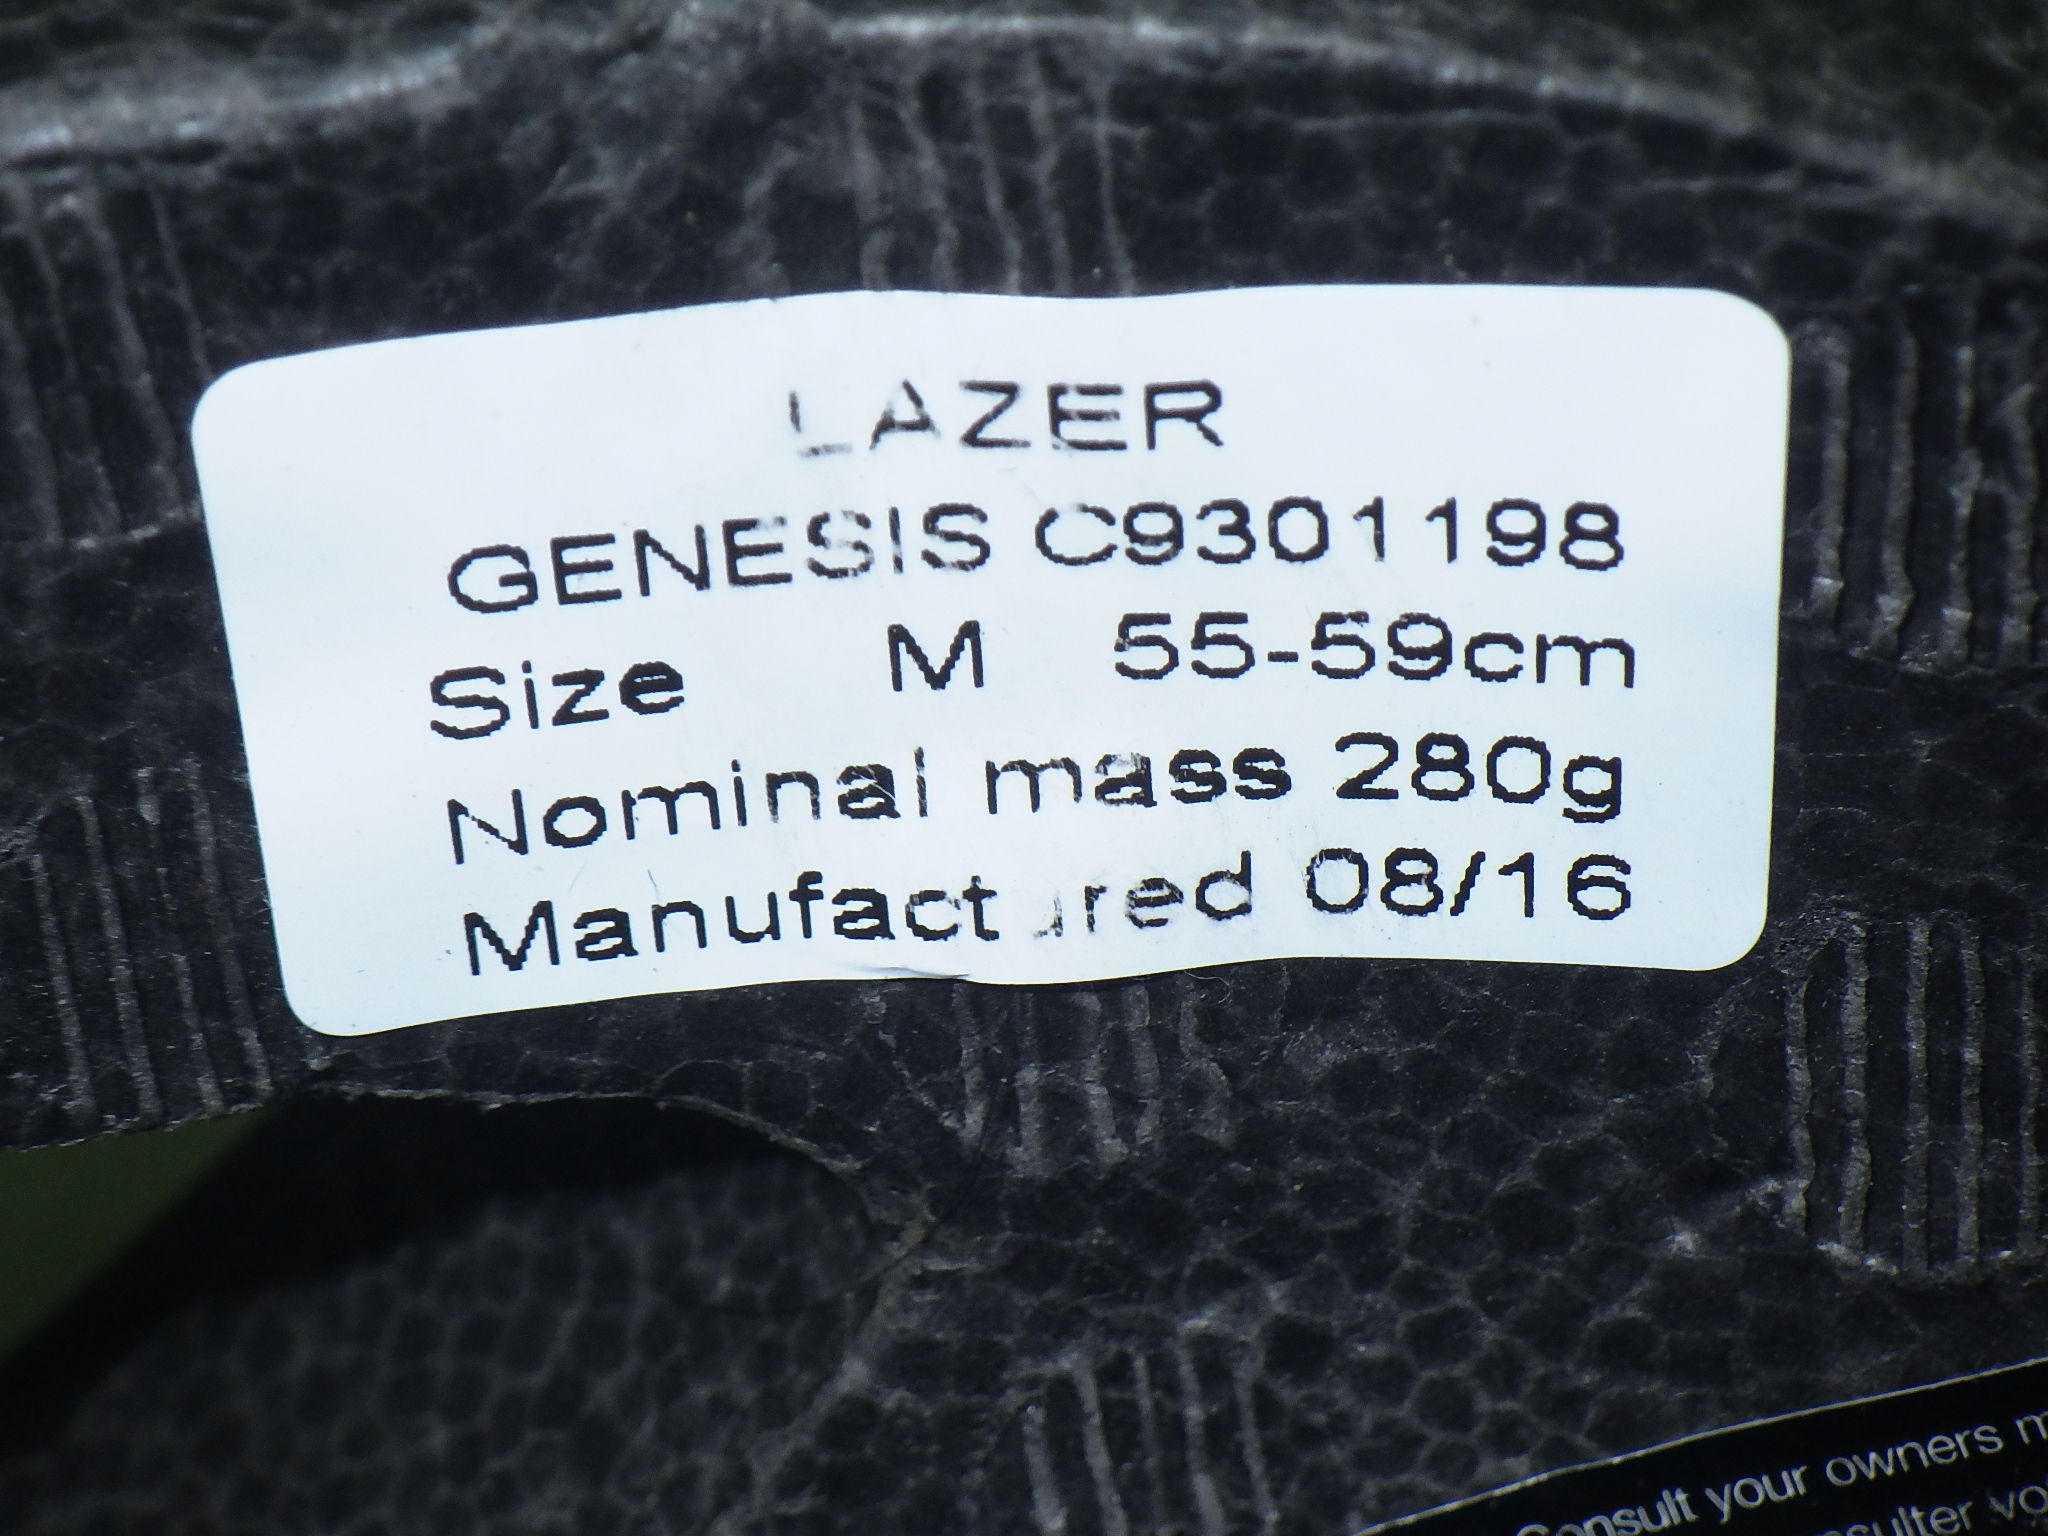 LAZER
GENESIS C9301198
Size M 55-59cm
Nominal mass 280g
Manufactured 08/16
Consult your owners